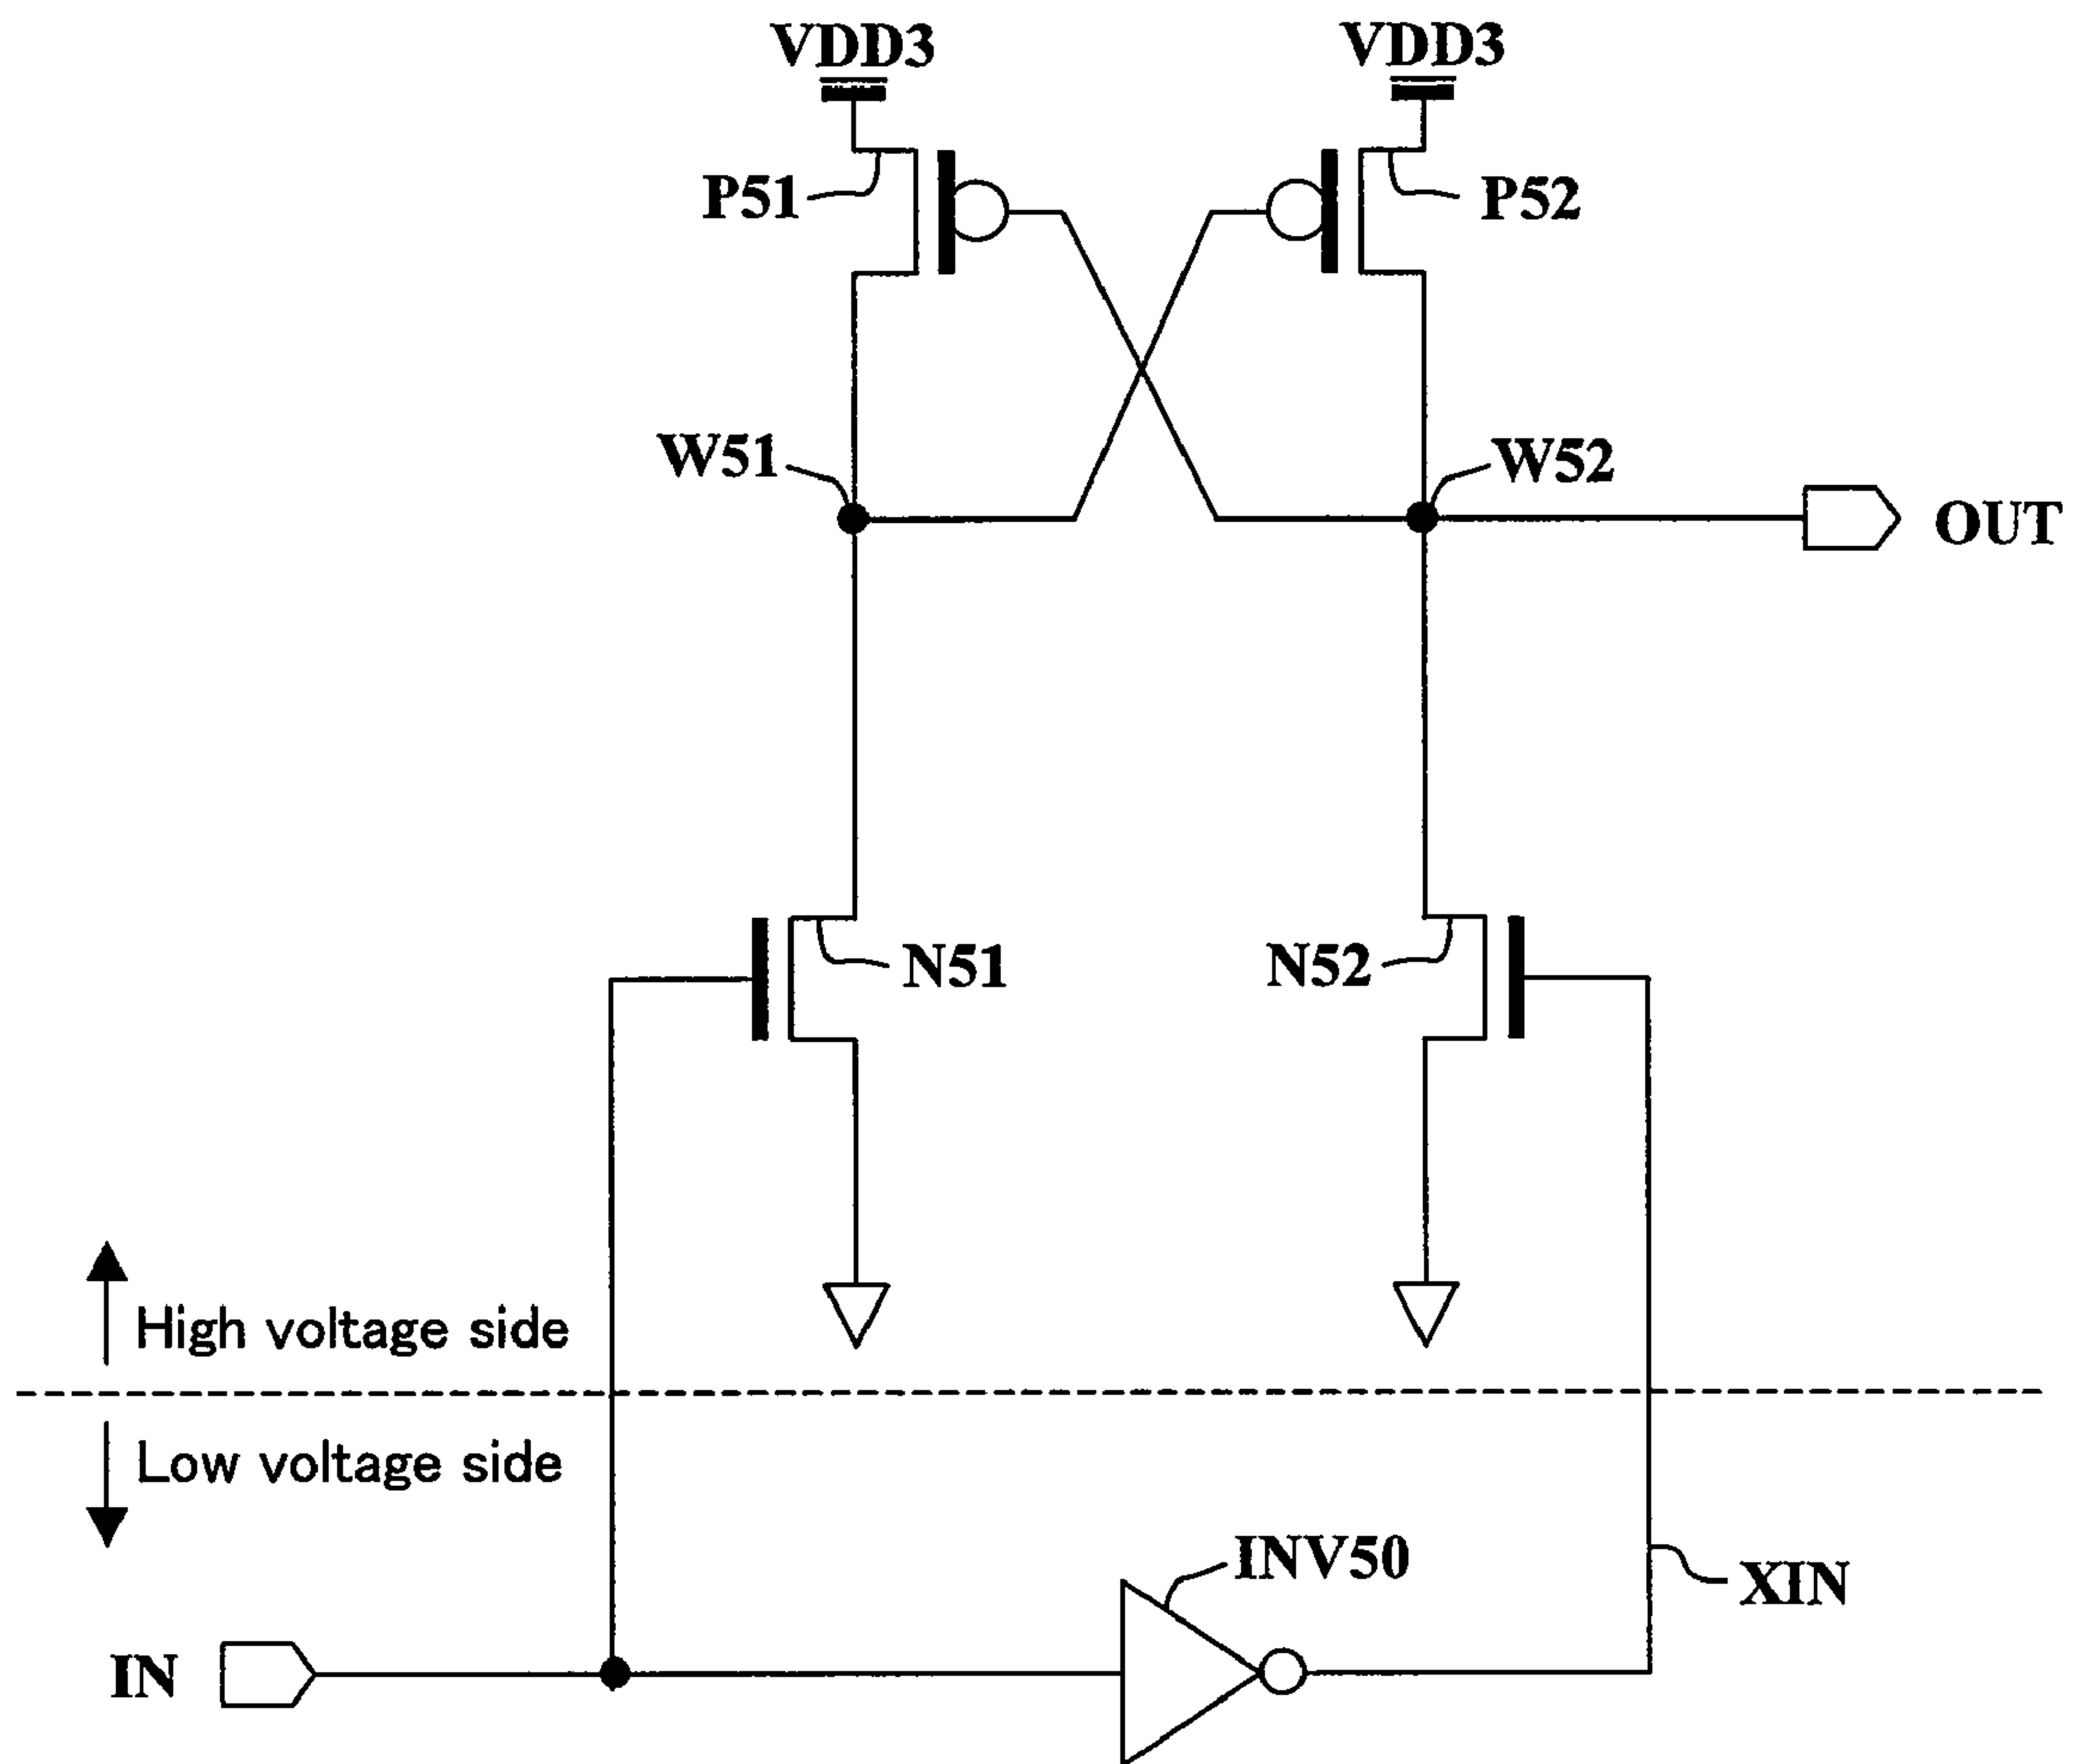 VDD3
VDD3
P51
P52
W51
W52
OUT
N51
N52
High voltage side
Low voltage side
INV50
XIN
IN